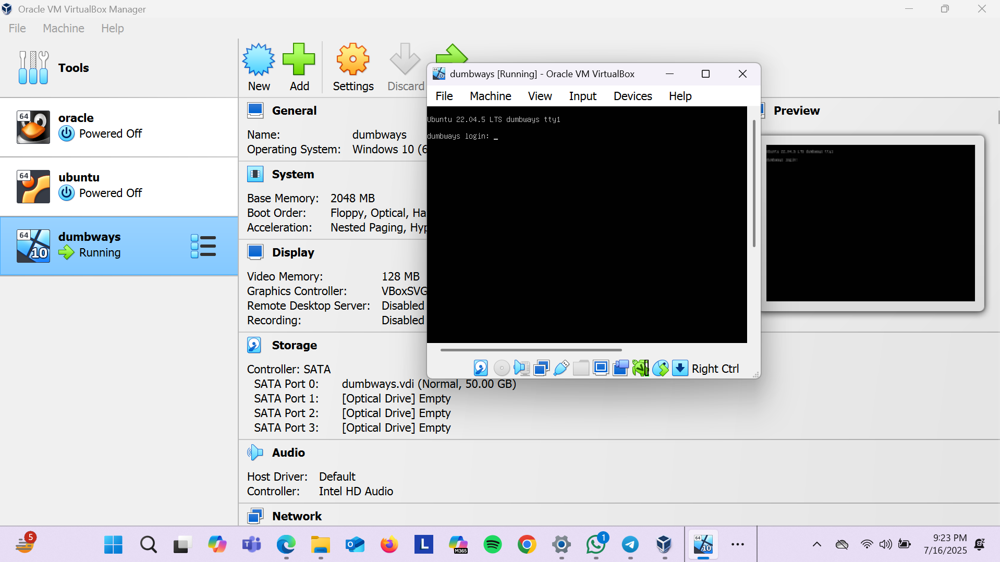 Oracle VM VirtualBox Manager
File Machine Help
Tools
New
Add
Settings
Discard
64
oracle
Powered Off
64
ubuntu
Powered Off
64
10
dumbways
Running
General
Name: dumbways
Operating System: Windows 10 (6
System
Base Memory: 2048 MB
Boot Order: Floppy, Optical, Ha
Acceleration: Nested Paging, Hyp
Display
Video Memory: 128 MB
Graphics Controller: VBoxSVG
Remote Desktop Server: Disabled
Recording: Disabled
Storage
Controller: SATA
SATA Port 0: dumbways.vdi (Normal, 50.00 GB)
SATA Port 1: [Optical Drive] Empty
SATA Port 2: [Optical Drive] Empty
SATA Port 3: [Optical Drive] Empty
Audio
Host Driver: Default
Controller: Intel HD Audio
Network
dumbways [Running] - Oracle VM VirtualBox
File Machine View Input Devices Help
Ubuntu 22.04.5 LTS dumbways tty1
dumbways login: _
Right Ctrl
Preview
5
L
M365
1
64
10
9:23 PM
7/16/2025